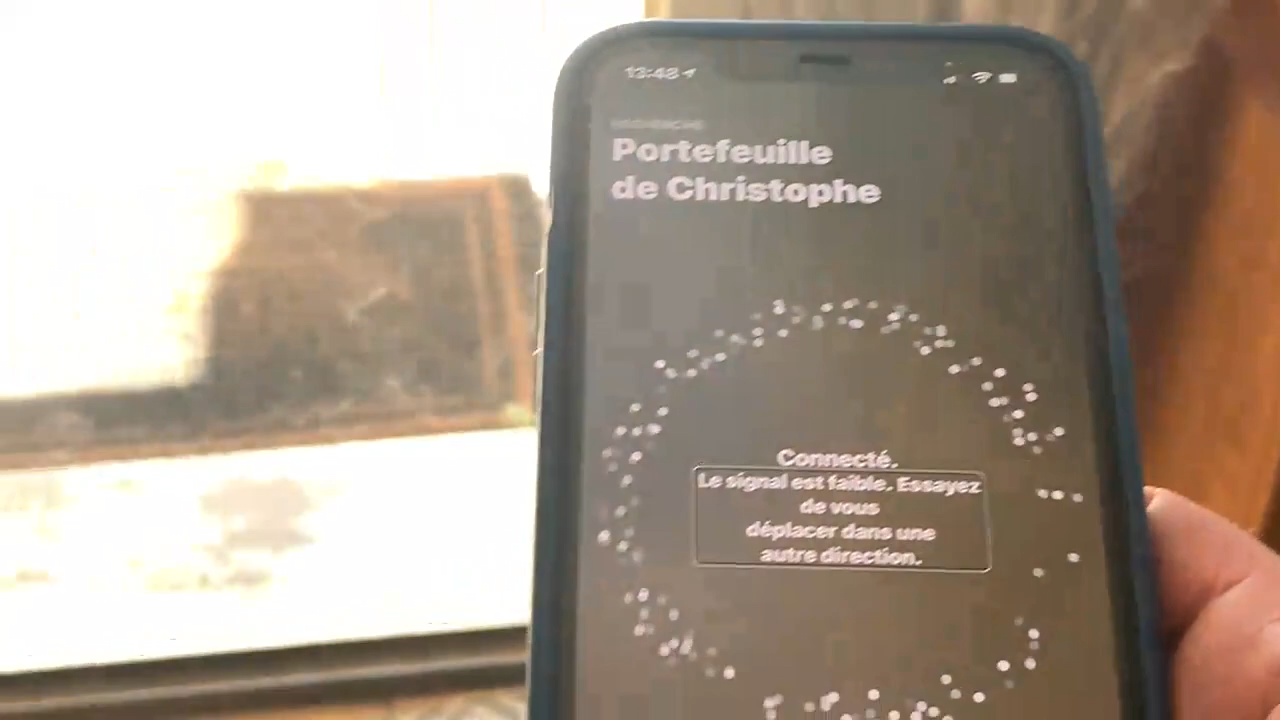 13:48
Portefeuille
de Christophe
Connecté.
Le signal est faible. Essayez
de vous
déplacer dans une
autre direction.